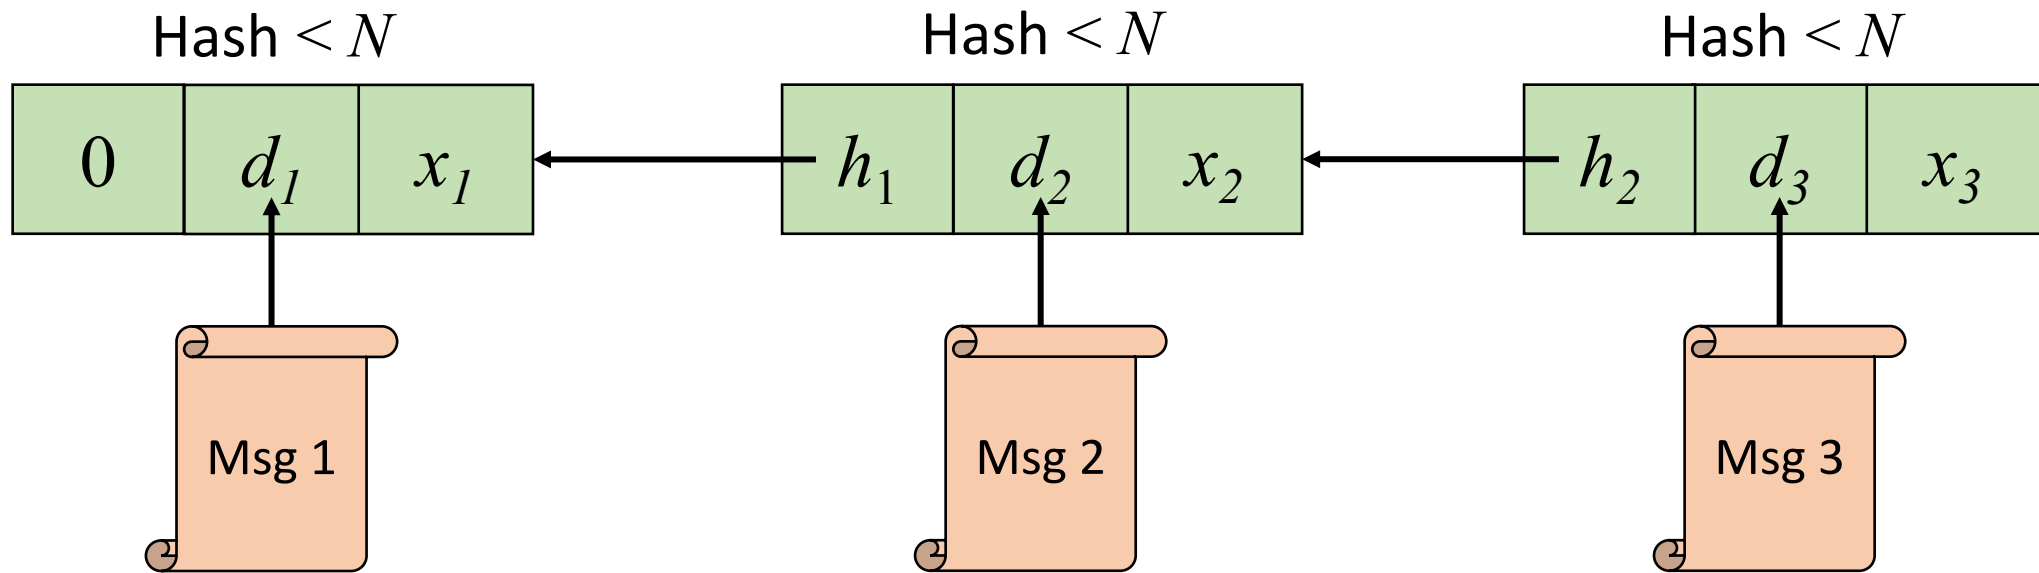 Hash < N Hash < N Hash < N
0 d₁ x₁ h₁ d₂ x₂ h₂ d₃ x₃
Msg 1 Msg 2 Msg 3